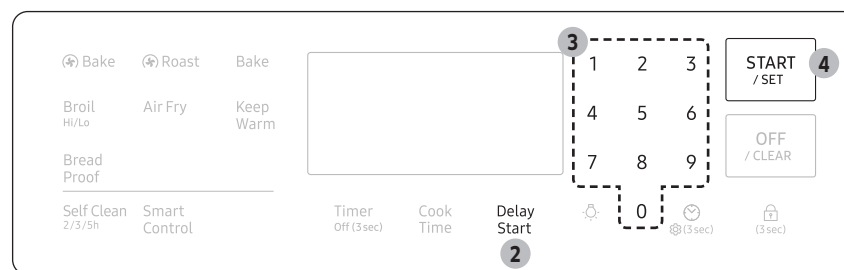 3
Bake Roast Bake
1 2 3
START
/ SET
4
Broil
Hi/Lo
Air Fry
Keep
Warm
4 5 6
OFF
/ CLEAR
Bread
Proof
7 8 9
Self Clean
2/3/5h
Smart
Control
Timer
Off (3 sec)
Cook
Time
Delay
Start
2
0
(3 sec)
(3 sec)